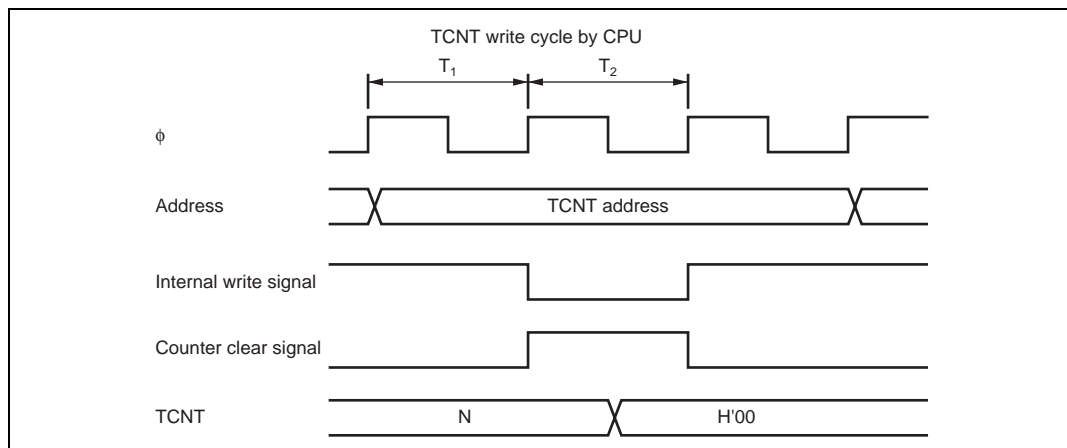 TCNT write cycle by CPU
T1 T2
ϕ
Address TCNT address
Internal write signal
Counter clear signal
TCNT N H'00